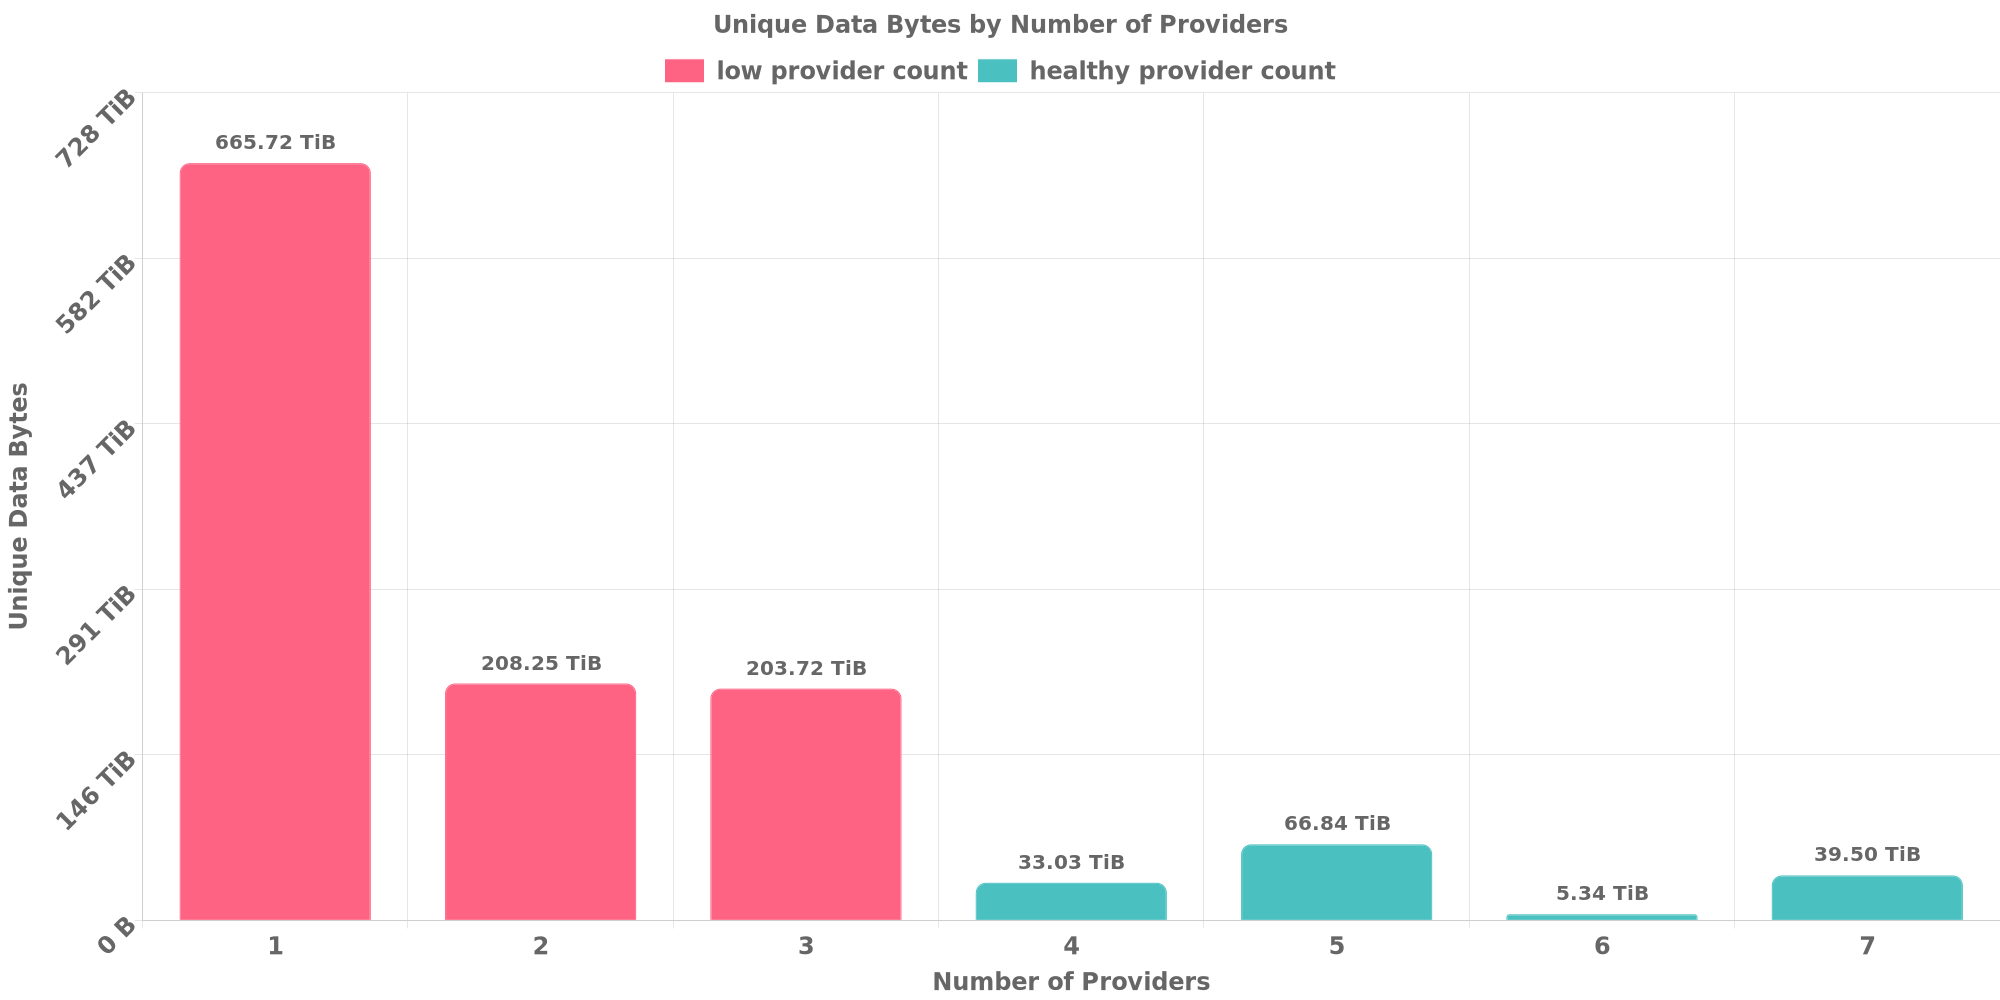 Unique Data Bytes by Number of Providers
low provider count healthy provider count
728 TiB
582 TiB
437 TiB
291 TiB
146 TiB
0 B
Unique Data Bytes
665.72 TiB
208.25 TiB
203.72 TiB
33.03 TiB
66.84 TiB
5.34 TiB
39.50 TiB
1 2 3 4 5 6 7
Number of Providers